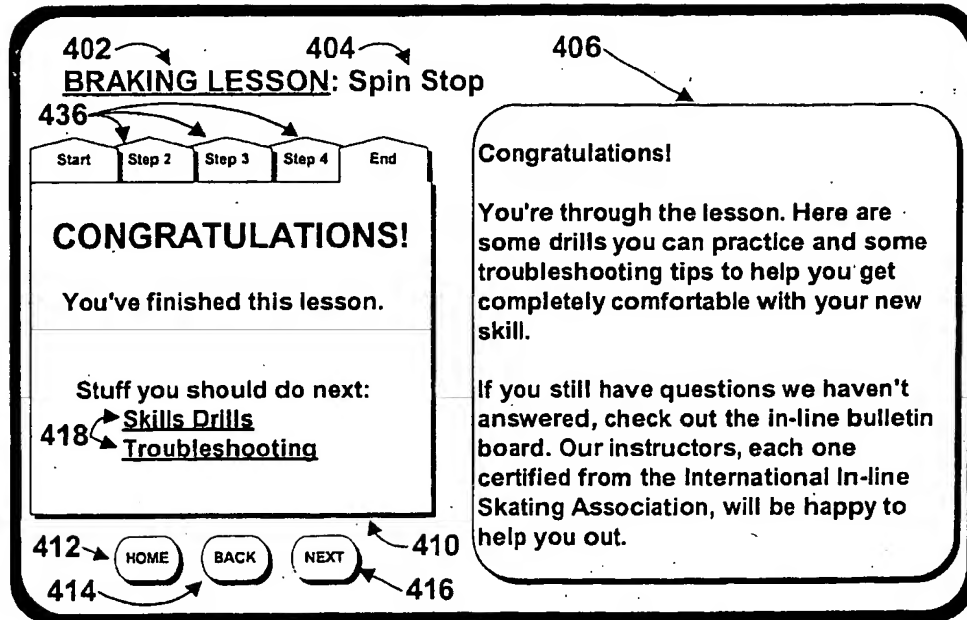 402 404 406
BRAKING LESSON: Spin Stop
436
Start Step 2 Step 3 Step 4 End
CONGRATULATIONS!
You've finished this lesson.
Stuff you should do next:
418 Skills Drills
Troubleshooting
410
412 HOME BACK NEXT
414 416
Congratulations!
You're through the lesson. Here are
some drills you can practice and some
troubleshooting tips to help you get
completely comfortable with your new
skill.
If you still have questions we haven't
answered, check out the in-line bulletin
board. Our instructors, each one
certified from the International In-line
Skating Association, will be happy to
help you out.